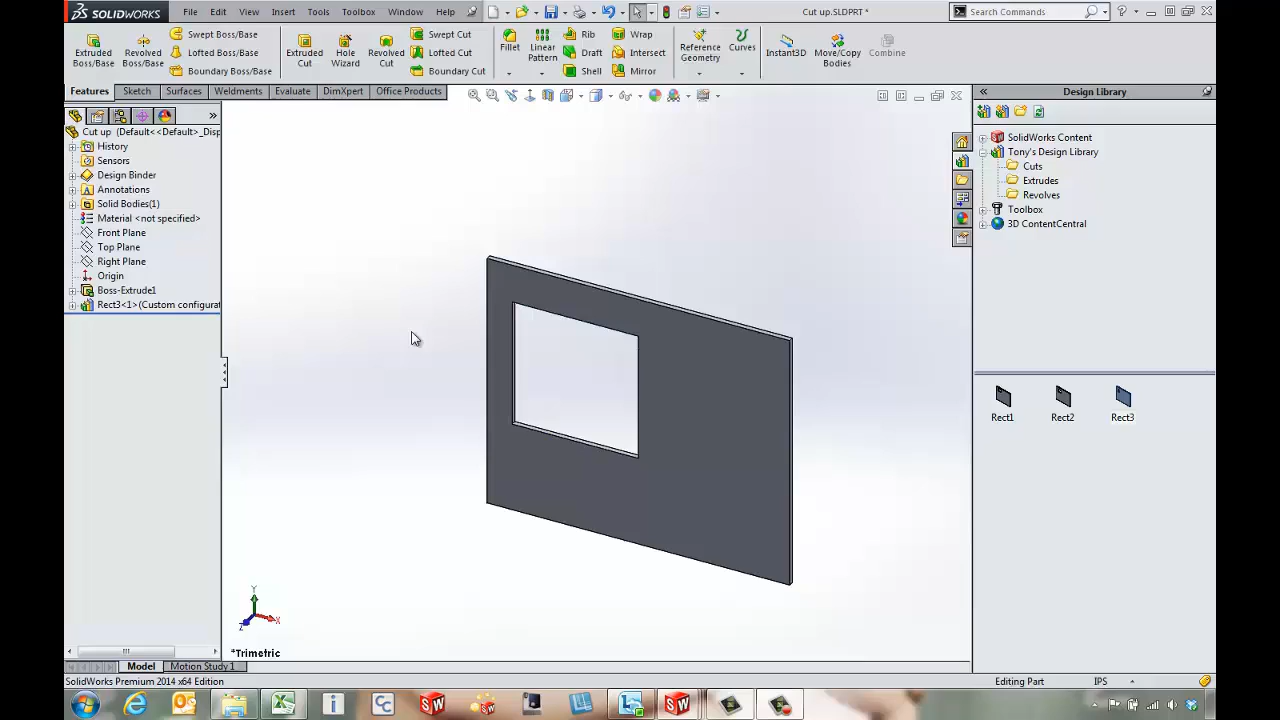 SOLIDWORKS File Edit View Insert Tools Toolbox Window Help Cut up.SLDPRT * Search Commands
Extruded Boss/Base
Revolved Boss/Base
Swept Boss/Base
Lofted Boss/Base
Boundary Boss/Base
Extruded Cut
Hole Wizard
Revolved Cut
Swept Cut
Lofted Cut
Boundary Cut
Fillet
Linear Pattern
Rib
Draft
Shell
Wrap
Intersect
Mirror
Reference Geometry
Curves
Instant3D
Move/Copy Bodies
Combine
Features Sketch Surfaces Weldments Evaluate DimXpert Office Products
Design Library
Cut up (Default<<Default>_Disp
History
Sensors
Design Binder
Annotations
Solid Bodies(1)
Material <not specified>
Front Plane
Top Plane
Right Plane
Origin
Boss-Extrude1
Rect3<1>(Custom configurat
SolidWorks Content
Tony's Design Library
Cuts
Extrudes
Revolves
Toolbox
3D ContentCentral
Rect1 Rect2 Rect3
Y
X
Z
*Trimetric
Model Motion Study 1
SolidWorks Premium 2014 x64 Edition Editing Part IPS